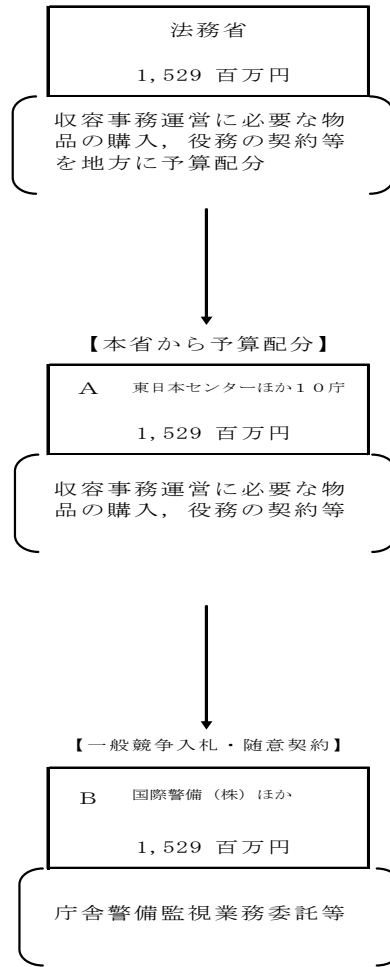 法務省
1,529 百万円
収容事務運営に必要な物
品の購入，役務の契約等
を地方に予算配分
【本省から予算配分】
A 東日本センターほか１０庁
1,529 百万円
収容事務運営に必要な物
品の購入，役務の契約等
【一般競争入札・随意契約】
B 国際警備（株）ほか
1,529 百万円
庁舎警備監視業務委託等